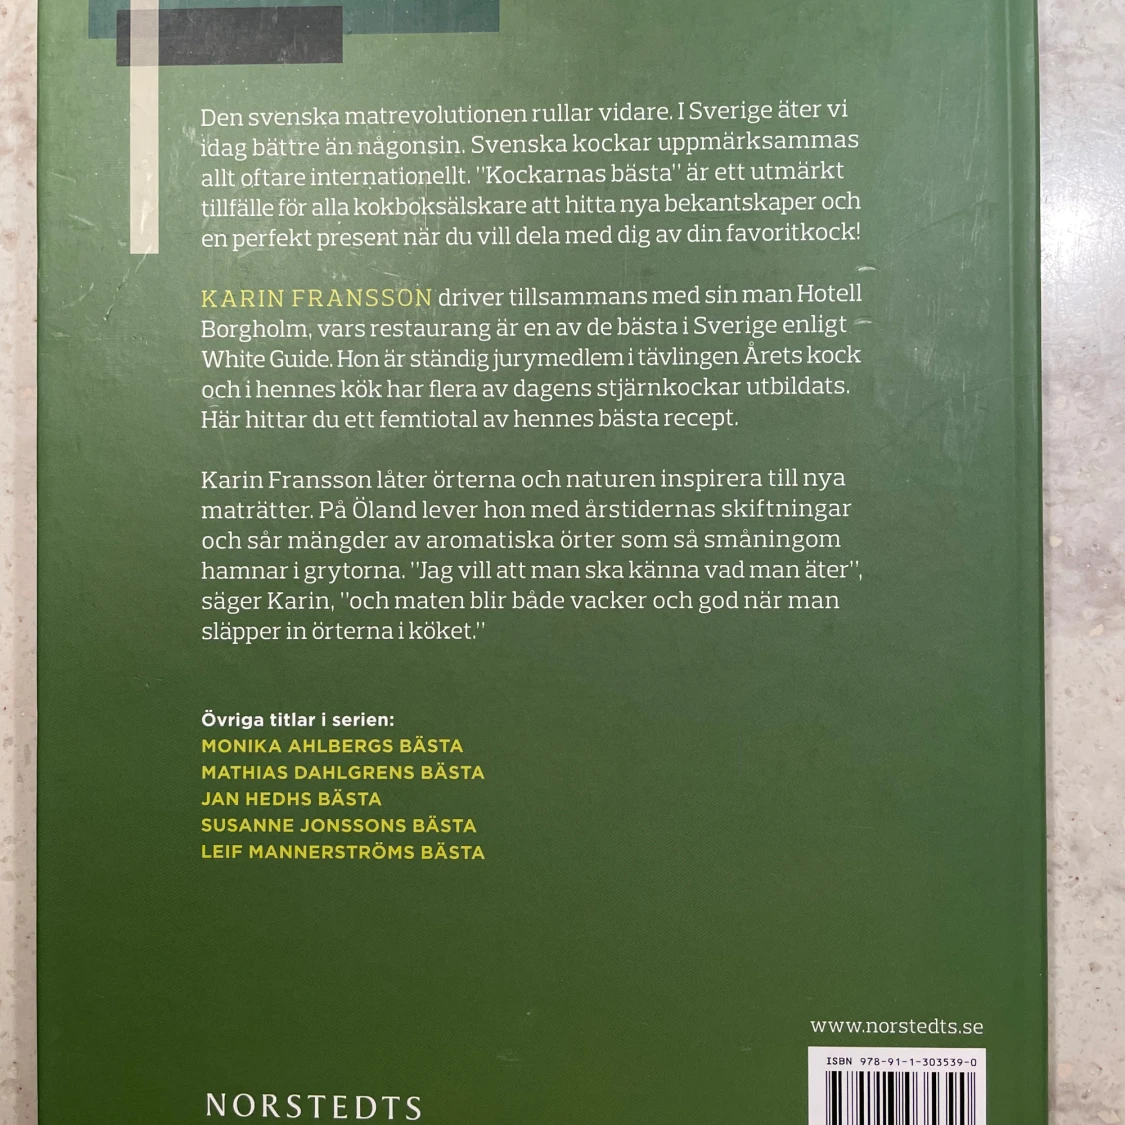 Den svenska matrevolutionen rullar vidare. I Sverige äter vi
idag bättre än någonsin. Svenska kockar uppmärksammas
allt oftare internationellt. ”Kockarnas bästa” är ett utmärkt
tillfälle för alla kokboksälskare att hitta nya bekantskaper och
en perfekt present när du vill dela med dig av din favoritkock!
KARIN FRANSSON driver tillsammans med sin man Hotell
Borgholm, vars restaurang är en av de bästa i Sverige enligt
White Guide. Hon är ständig jurymedlem i tävlingen Årets kock
och i hennes kök har flera av dagens stjärnkockar utbildats.
Här hittar du ett femtiotal av hennes bästa recept.
Karin Fransson låter örterna och naturen inspirera till nya
maträtter. På Öland lever hon med årstidernas skiftningar
och sår mängder av aromatiska örter som så småningom
hamnar i grytorna. ”Jag vill att man ska känna vad man äter”,
säger Karin, ”och maten blir både vacker och god när man
släpper in örterna i köket.”
Övriga titlar i serien:
MONIKA AHLBERGS BÄSTA
MATHIAS DAHLGRENS BÄSTA
JAN HEDHS BÄSTA
SUSANNE JONSSONS BÄSTA
LEIF MANNERSTRÖMS BÄSTA
www.norstedts.se
ISBN 978-91-1-303539-0
NORSTEDTS